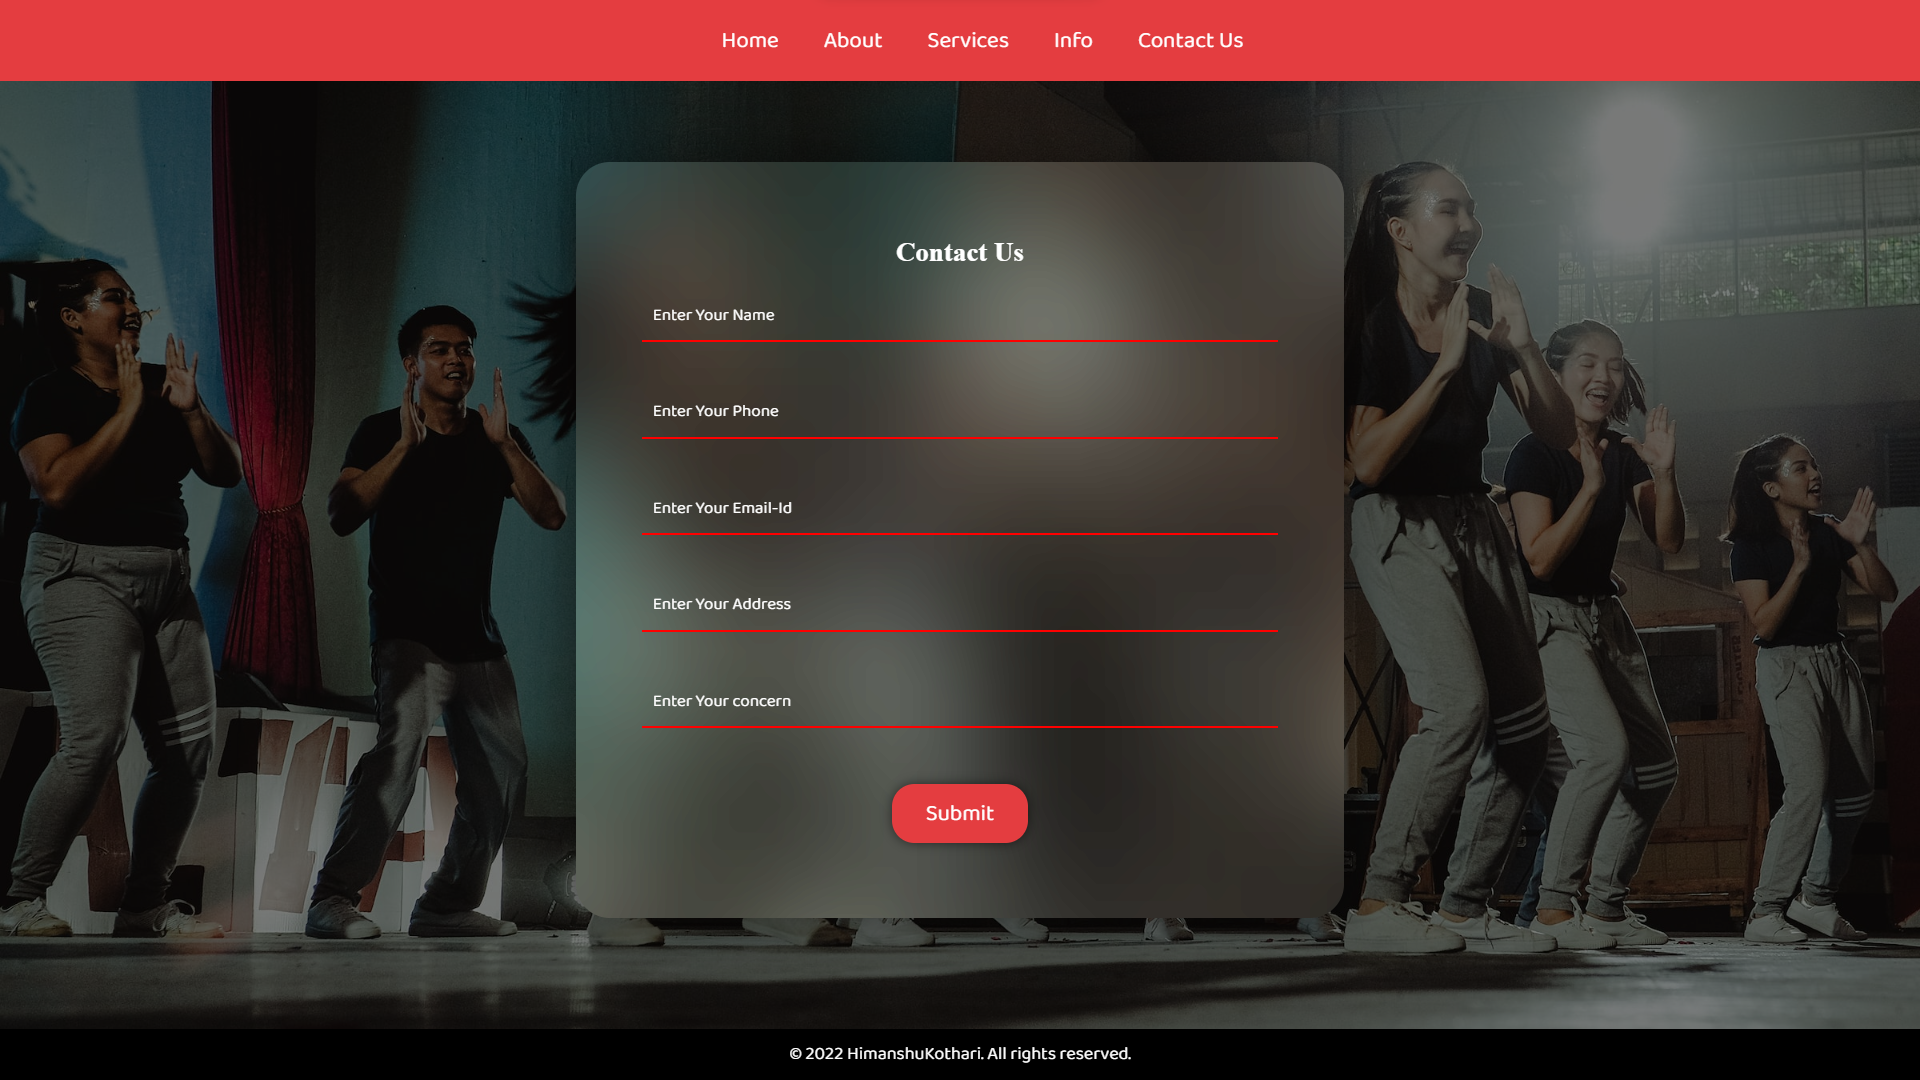 Home About Services Info Contact Us
Contact Us
Enter Your Name
Enter Your Phone
Enter Your Email-Id
Enter Your Address
Enter Your concern
Submit
© 2022 HimanshuKothari. All rights reserved.